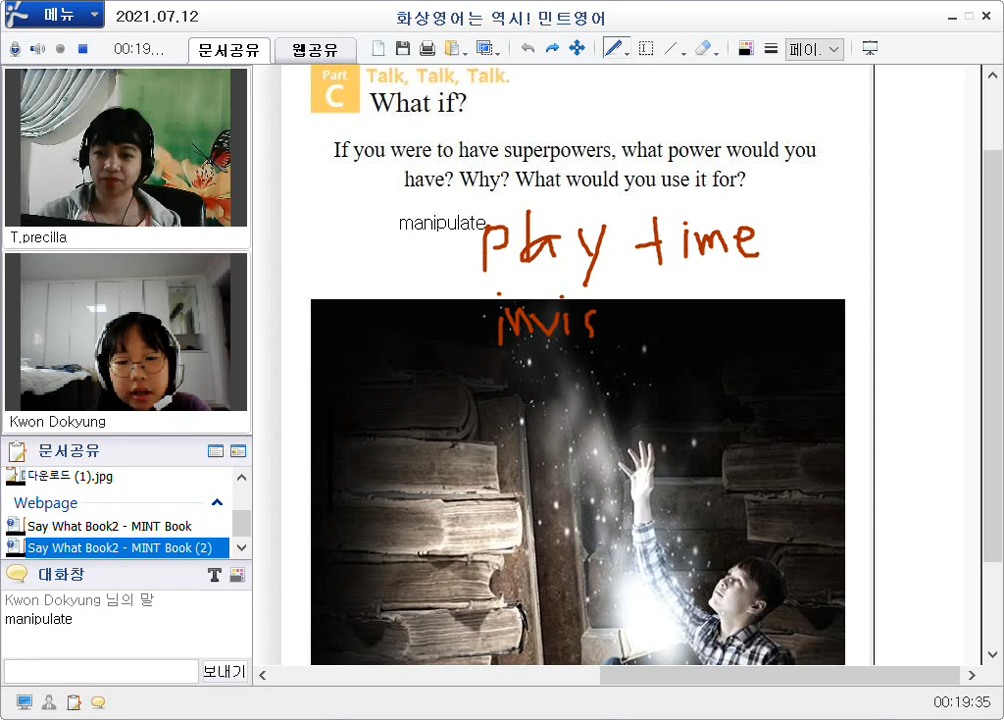 메뉴 2021.07.12 화상영어는 역시! 민트영어
00:19... 문서공유 웹공유 페이.
T.precilla
Kwon Dokyung
문서공유
다운로드 (1).jpg
Webpage
Say What Book2 - MINT Book
Say What Book2 - MINT Book (2)
대화창 T
Kwon Dokyung 님의 말
manipulate
보내기
Part C
Talk, Talk, Talk.
What if?
If you were to have superpowers, what power would you
have? Why? What would you use it for?
manipulate
play time
invis
00:19:35